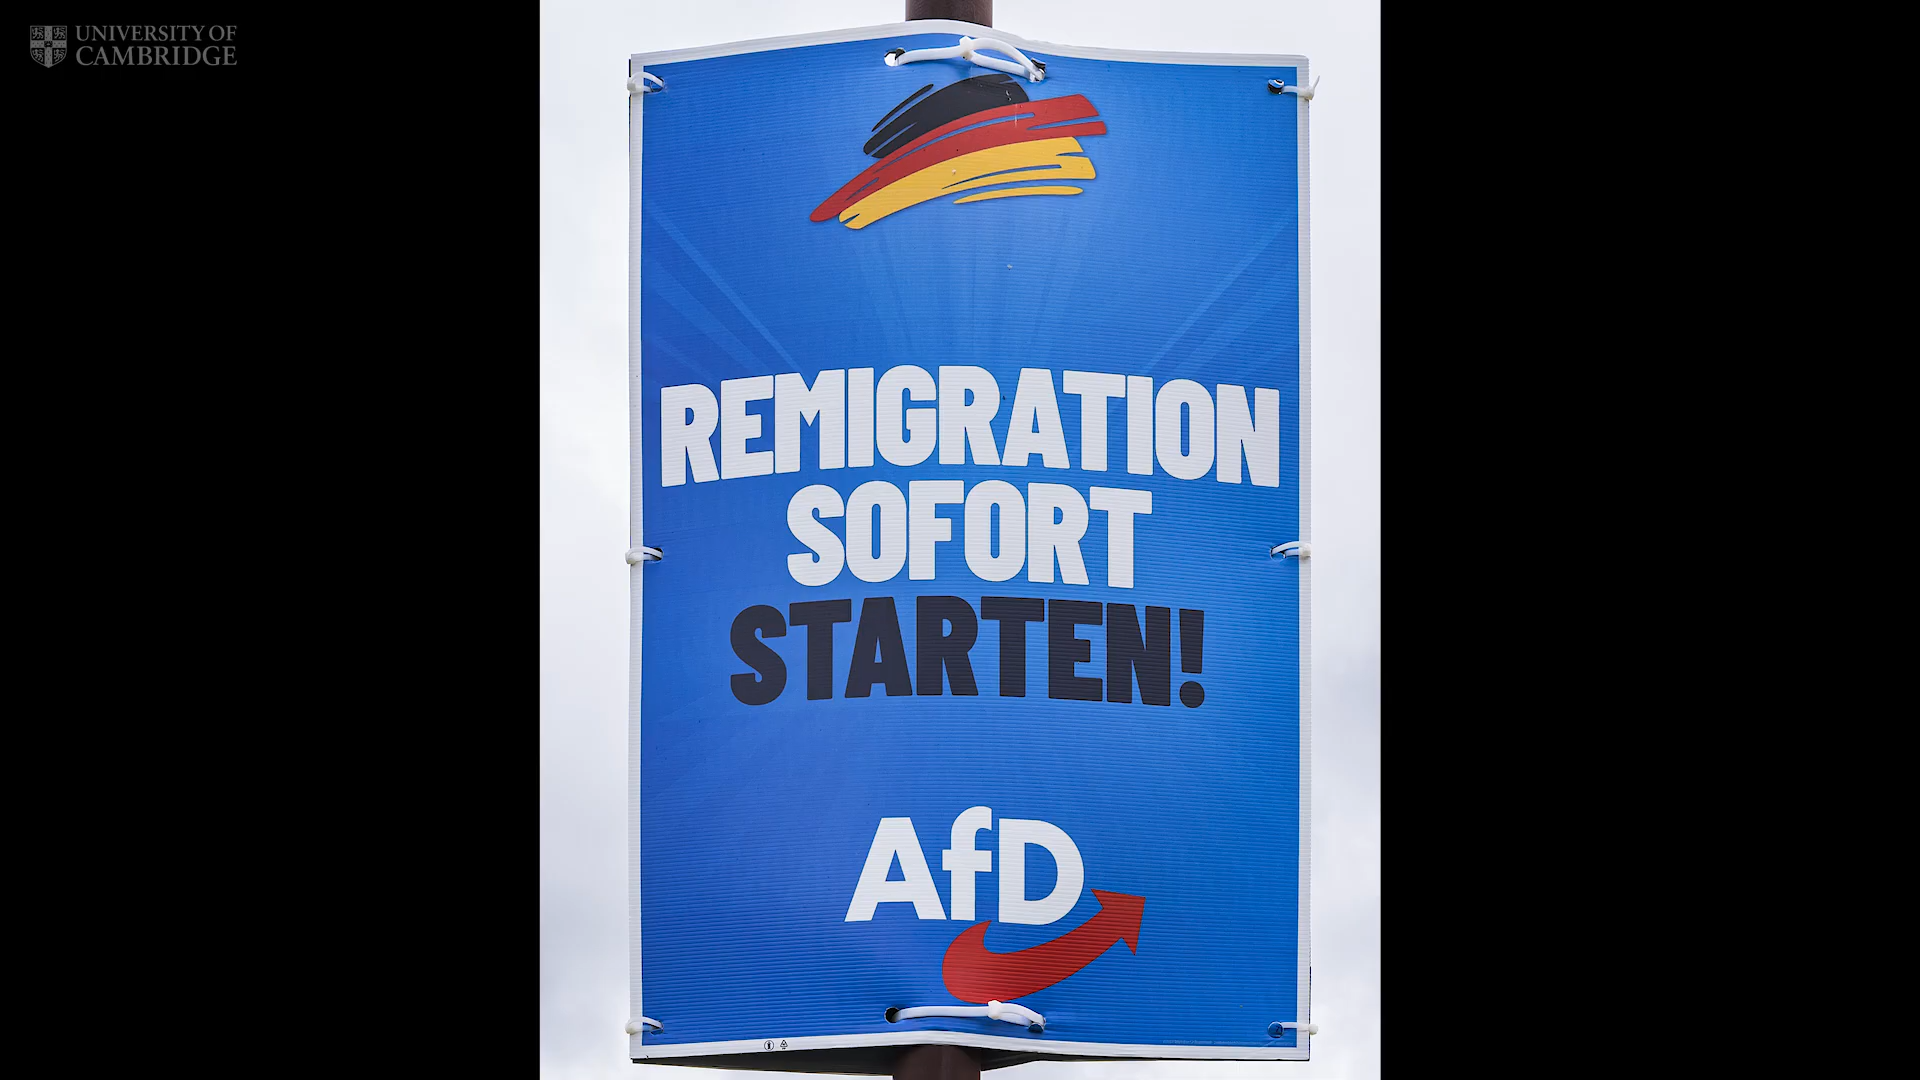 UNIVERSITY OF
CAMBRIDGE
REMIGRATION
SOFORT
STARTEN!
AfD